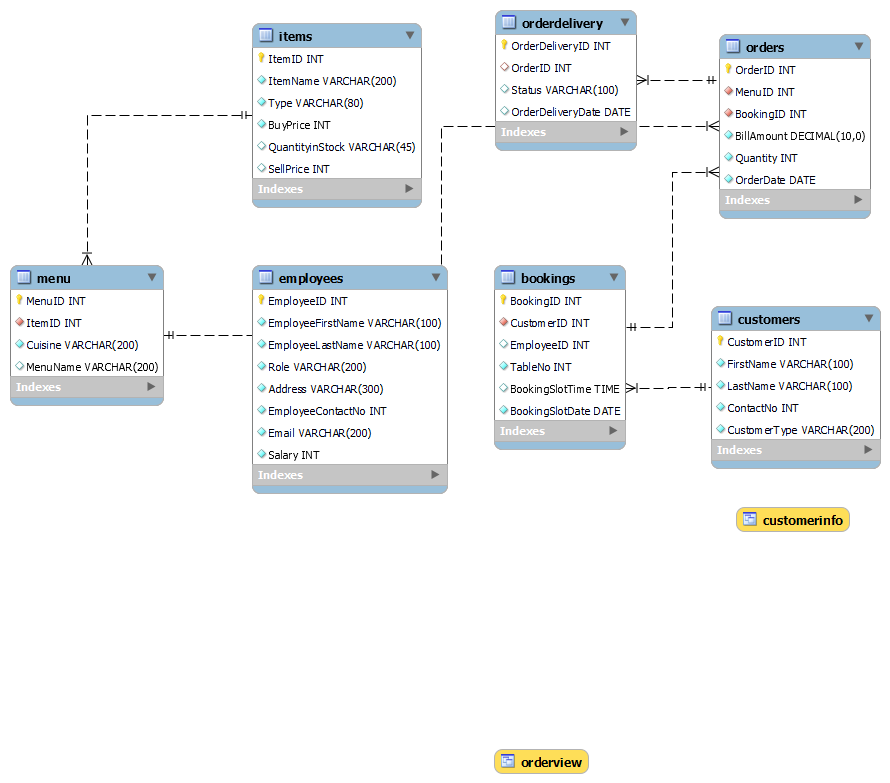 items
ItemID INT
ItemName VARCHAR(200)
Type VARCHAR(80)
BuyPrice INT
QuantityinStock VARCHAR(45)
SellPrice INT
Indexes
orderdelivery
OrderDeliveryID INT
OrderID INT
Status VARCHAR(100)
OrderDeliveryDate DATE
Indexes
orders
OrderID INT
MenuID INT
BookingID INT
BillAmount DECIMAL(10,0)
Quantity INT
OrderDate DATE
Indexes
menu
MenuID INT
ItemID INT
Cuisine VARCHAR(200)
MenuName VARCHAR(200)
Indexes
employees
EmployeeID INT
EmployeeFirstName VARCHAR(100)
EmployeeLastName VARCHAR(100)
Role VARCHAR(200)
Address VARCHAR(300)
EmployeeContactNo INT
Email VARCHAR(200)
Salary INT
Indexes
bookings
BookingID INT
CustomerID INT
EmployeeID INT
TableNo INT
BookingSlotTime TIME
BookingSlotDate DATE
Indexes
customers
CustomerID INT
FirstName VARCHAR(100)
LastName VARCHAR(100)
ContactNo INT
CustomerType VARCHAR(200)
Indexes
customerinfo
orderview